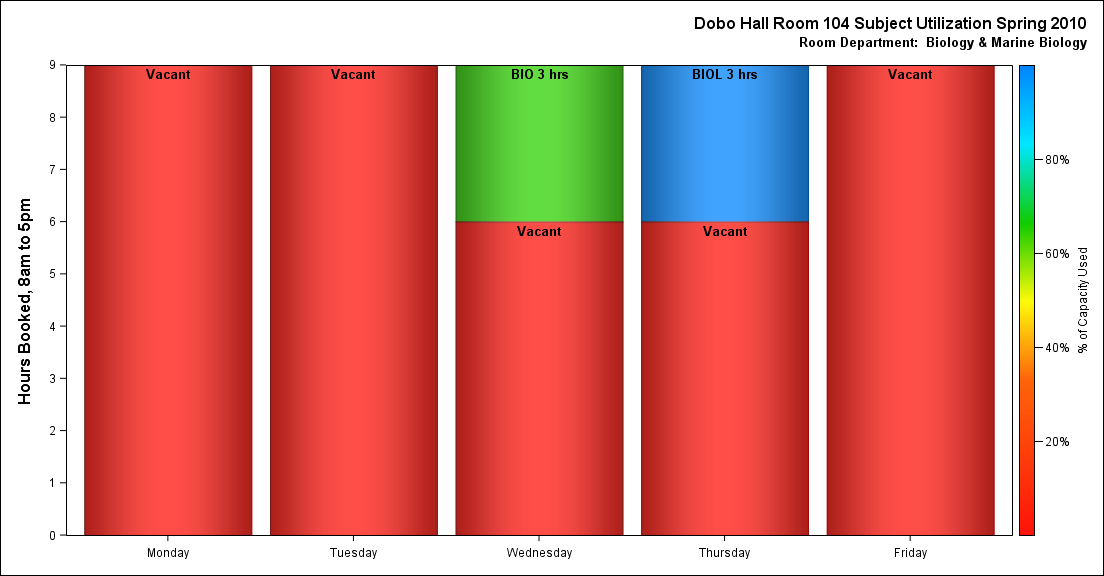 Dobo Hall Room 104 Subject Utilization Spring 2010
Room Department:  Biology & Marine Biology
Hours Booked, 8am to 5pm
9
8
7
6
5
4
3
2
1
0
Vacant
Vacant
BIO 3 hrs
BIOL 3 hrs
Vacant
Vacant
Vacant
Monday
Tuesday
Wednesday
Thursday
Friday
80%
60%
40%
20%
% of Capacity Used